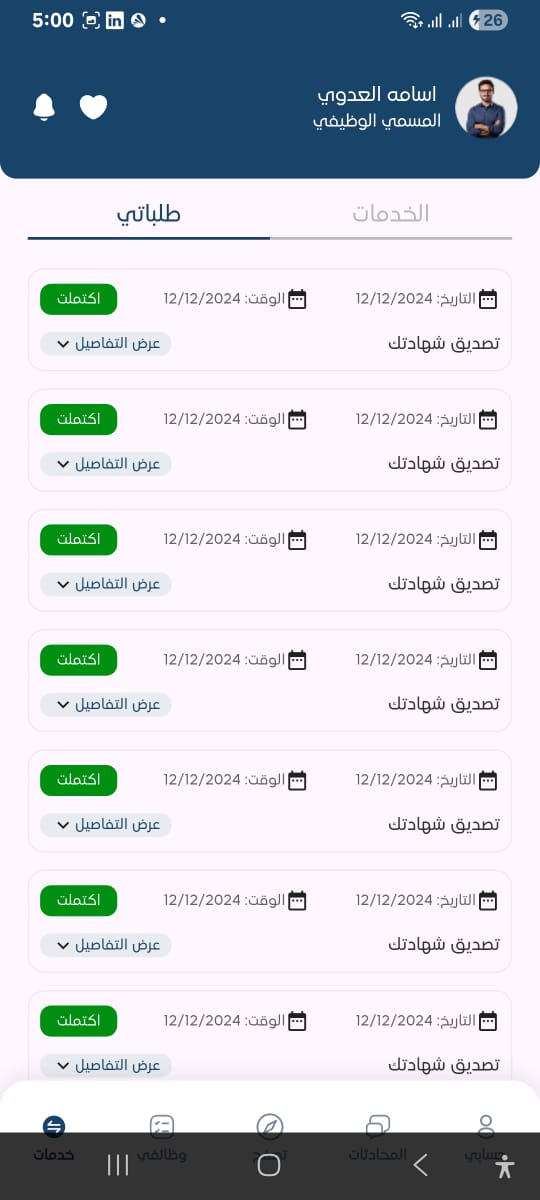 5:00
26
اسامه العدوي
المسمي الوظيفي
الخدمات
طلباتي
التاريخ: 12/12/2024
الوقت: 12/12/2024
اكتملت
تصديق شهادتك
عرض التفاصيل
التاريخ: 12/12/2024
الوقت: 12/12/2024
اكتملت
تصديق شهادتك
عرض التفاصيل
التاريخ: 12/12/2024
الوقت: 12/12/2024
اكتملت
تصديق شهادتك
عرض التفاصيل
التاريخ: 12/12/2024
الوقت: 12/12/2024
اكتملت
تصديق شهادتك
عرض التفاصيل
التاريخ: 12/12/2024
الوقت: 12/12/2024
اكتملت
تصديق شهادتك
عرض التفاصيل
التاريخ: 12/12/2024
الوقت: 12/12/2024
اكتملت
تصديق شهادتك
عرض التفاصيل
التاريخ: 12/12/2024
الوقت: 12/12/2024
اكتملت
تصديق شهادتك
عرض التفاصيل
حسابي
المحادثات
وظائفي
خدمات